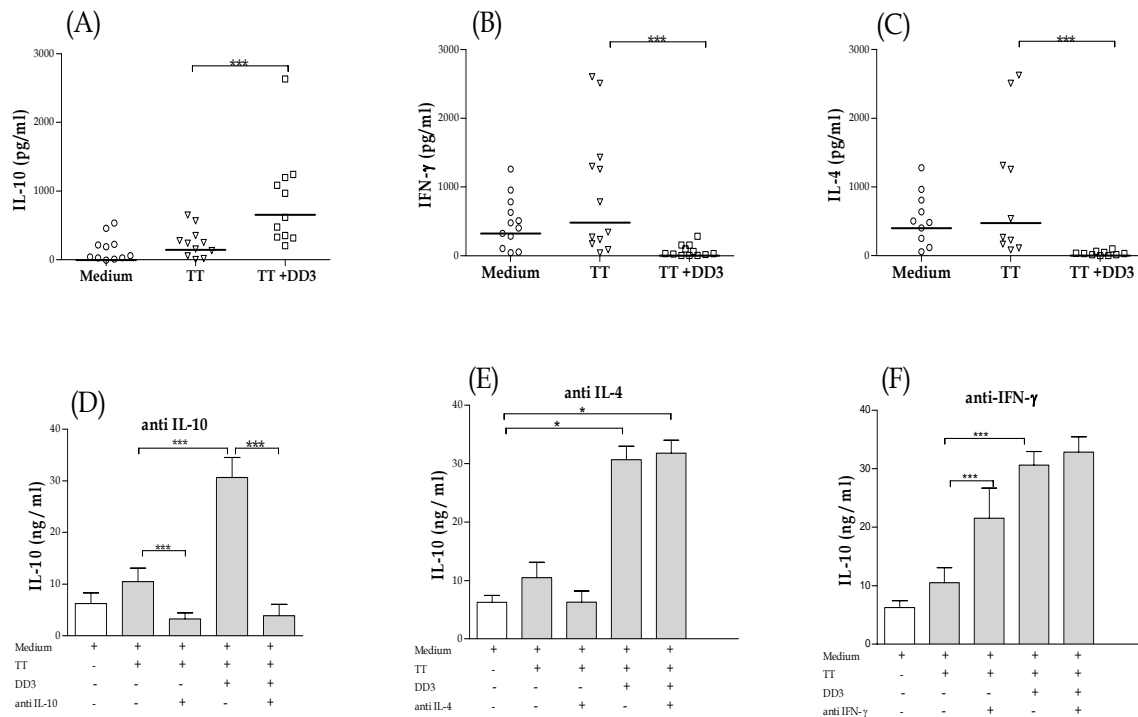 (A)
***
3000
2000
1000
0
IL-10 (pg/ml)
Medium TT TT +DD3
(B)
***
3000
2000
1000
0
IFN-γ (pg/ml)
Medium TT TT +DD3
(C)
***
3000
2000
1000
0
IL-4 (pg/ml)
Medium TT TT +DD3
(D)
anti IL-10
40
30
20
10
0
IL-10 (ng / ml)
*** ***
***
Medium + + + + +
TT - + + + +
DD3 - - - + +
anti IL-10 - - + - +
(E)
anti IL-4
40
30
20
10
0
IL-10 (ng / ml)
*
*
Medium + + + + +
TT - + + + +
DD3 - - - + +
anti IL-4 - - + - +
(F)
anti-IFN-γ
40
30
20
10
0
IL-10 (ng / ml)
***
***
Medium + + + + +
TT - + + + +
DD3 - - - + +
anti IFN-γ - - + - +